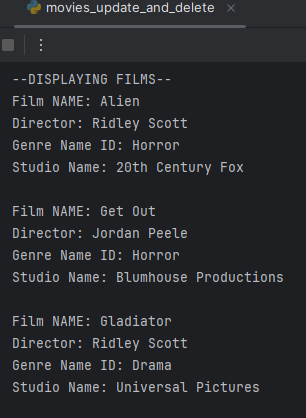 movies_update_and_delete
--DISPLAYING FILMS--
Film NAME: Alien
Director: Ridley Scott
Genre Name ID: Horror
Studio Name: 20th Century Fox
Film NAME: Get Out
Director: Jordan Peele
Genre Name ID: Horror
Studio Name: Blumhouse Productions
Film NAME: Gladiator
Director: Ridley Scott
Genre Name ID: Drama
Studio Name: Universal Pictures